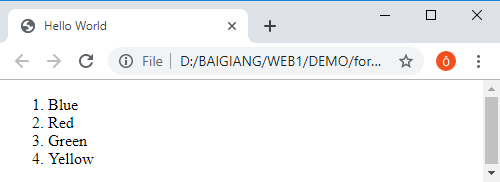 Hello World
File | D:/BAIGIANG/WEB1/DEMO/for...
Ô
1. Blue
2. Red
3. Green
4. Yellow